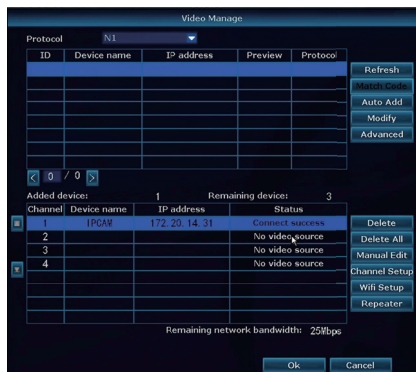 Video Manage
Protocol N1
ID Device name IP address Preview Protocol
Refresh
Match Code
Auto Add
Modify
Advanced
0 / 0
Added device: 1 Remaining device: 3
Channel Device name IP address Status
1 IPCAM 172.20.14.31 Connect success
2 No video source
3 No video source
4 No video source
Delete
Delete All
Manual Edit
Channel Setup
Wifi Setup
Repeater
Remaining network bandwidth: 25Mbps
Ok Cancel